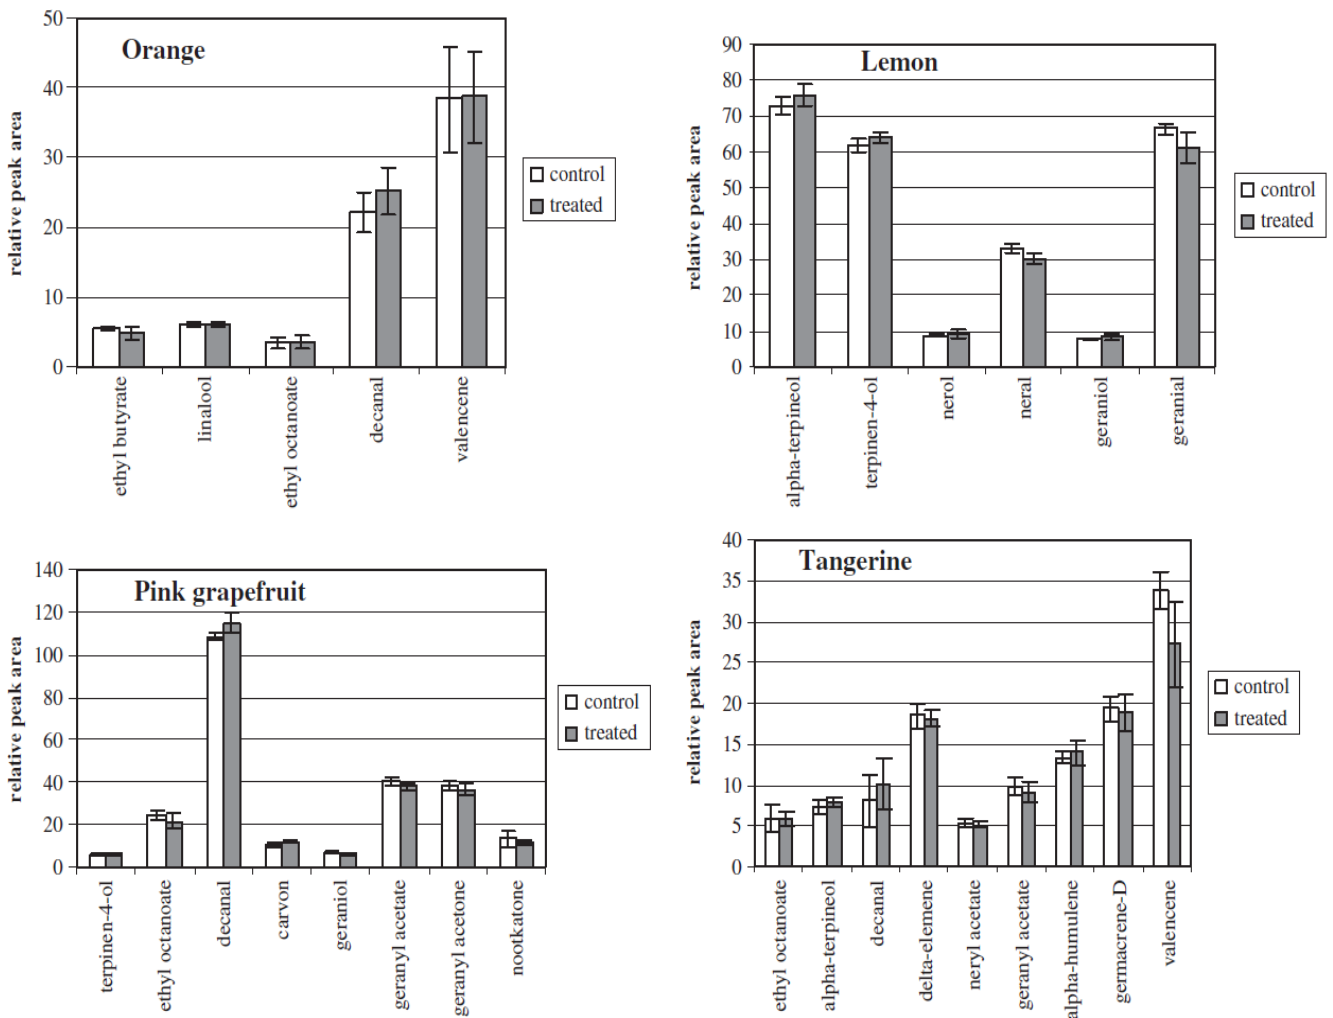 Orange
relative peak area
50
40
30
20
10
0
ethyl butyrate
linalool
ethyl octanoate
decanal
valencene
control
treated
Lemon
relative peak area
90
80
70
60
50
40
30
20
10
0
alpha-terpineol
terpinen-4-ol
nerol
neral
geraniol
geranial
control
treated
Pink grapefruit
relative peak area
140
120
100
80
60
40
20
0
terpinen-4-ol
ethyl octanoate
decanal
carvon
geraniol
geranyl acetate
geranyl acetone
nootkatone
control
treated
Tangerine
relative peak area
40
35
30
25
20
15
10
5
0
ethyl octanoate
alpha-terpineol
decanal
delta-elemene
neryl acetate
geranyl acetate
alpha-humulene
germacrene-D
valencene
control
treated